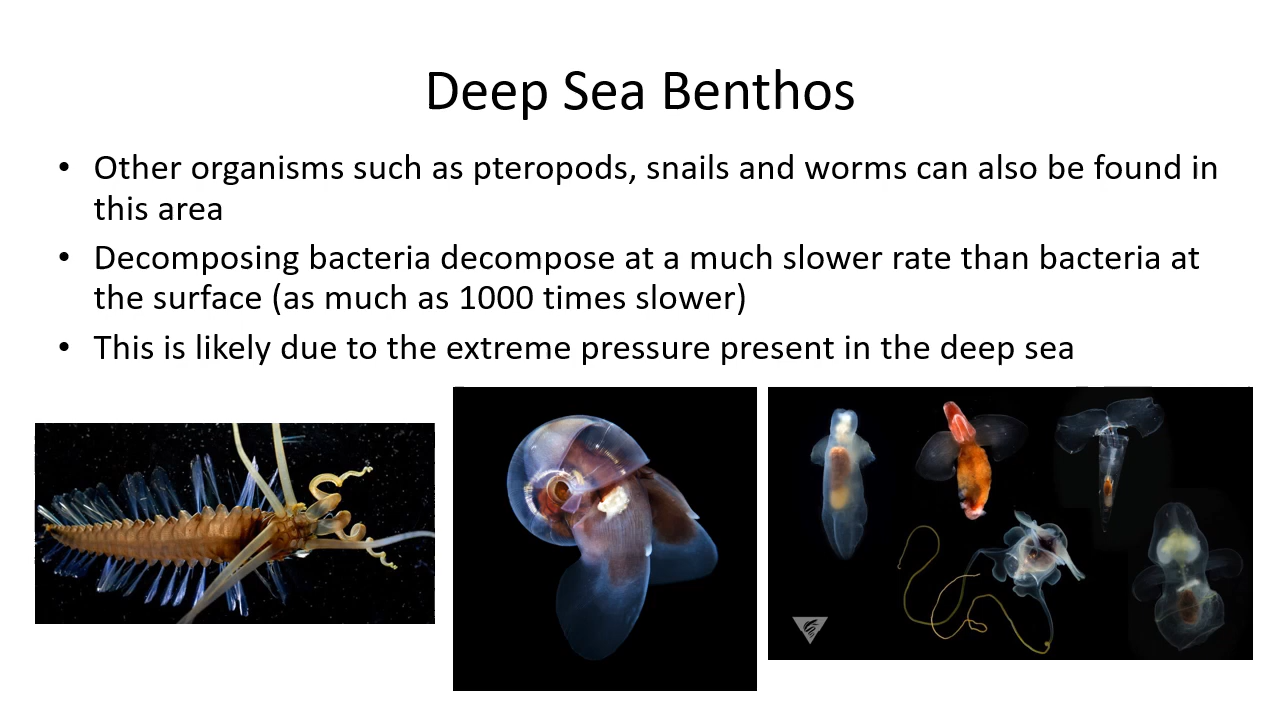 Deep Sea Benthos
• Other organisms such as pteropods, snails and worms can also be found in
this area
• Decomposing bacteria decompose at a much slower rate than bacteria at
the surface (as much as 1000 times slower)
• This is likely due to the extreme pressure present in the deep sea